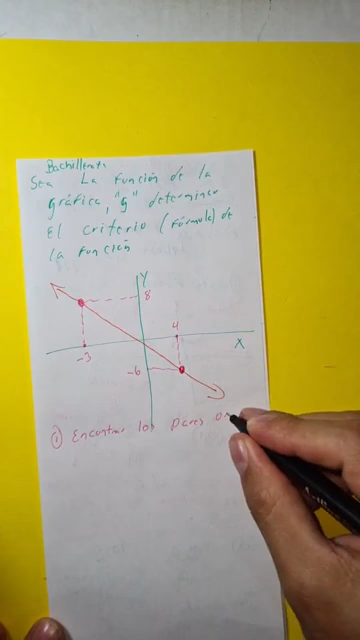 Bachillerato
Sea La función de la
gráfica, "g" determinar
El criterio (fórmula) de
la función
Y
8
4
X
-3
-6
① Encontrar los pares or